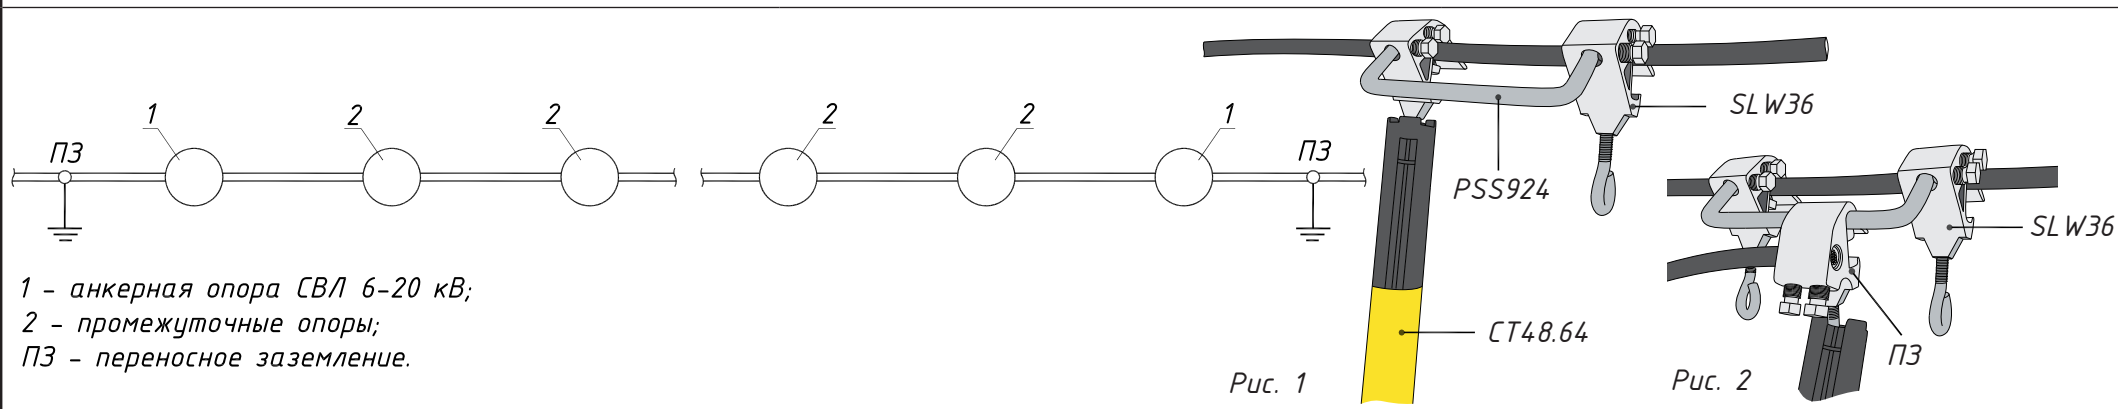 1 2 2 2 2 1
ПЗ ПЗ
1 – анкерная опора СВЛ 6–20 кВ;
2 – промежуточные опоры;
ПЗ – переносное заземление.
SLW36
PSS924
СТ48.64
Рис. 1
SLW36
ПЗ
Рис. 2